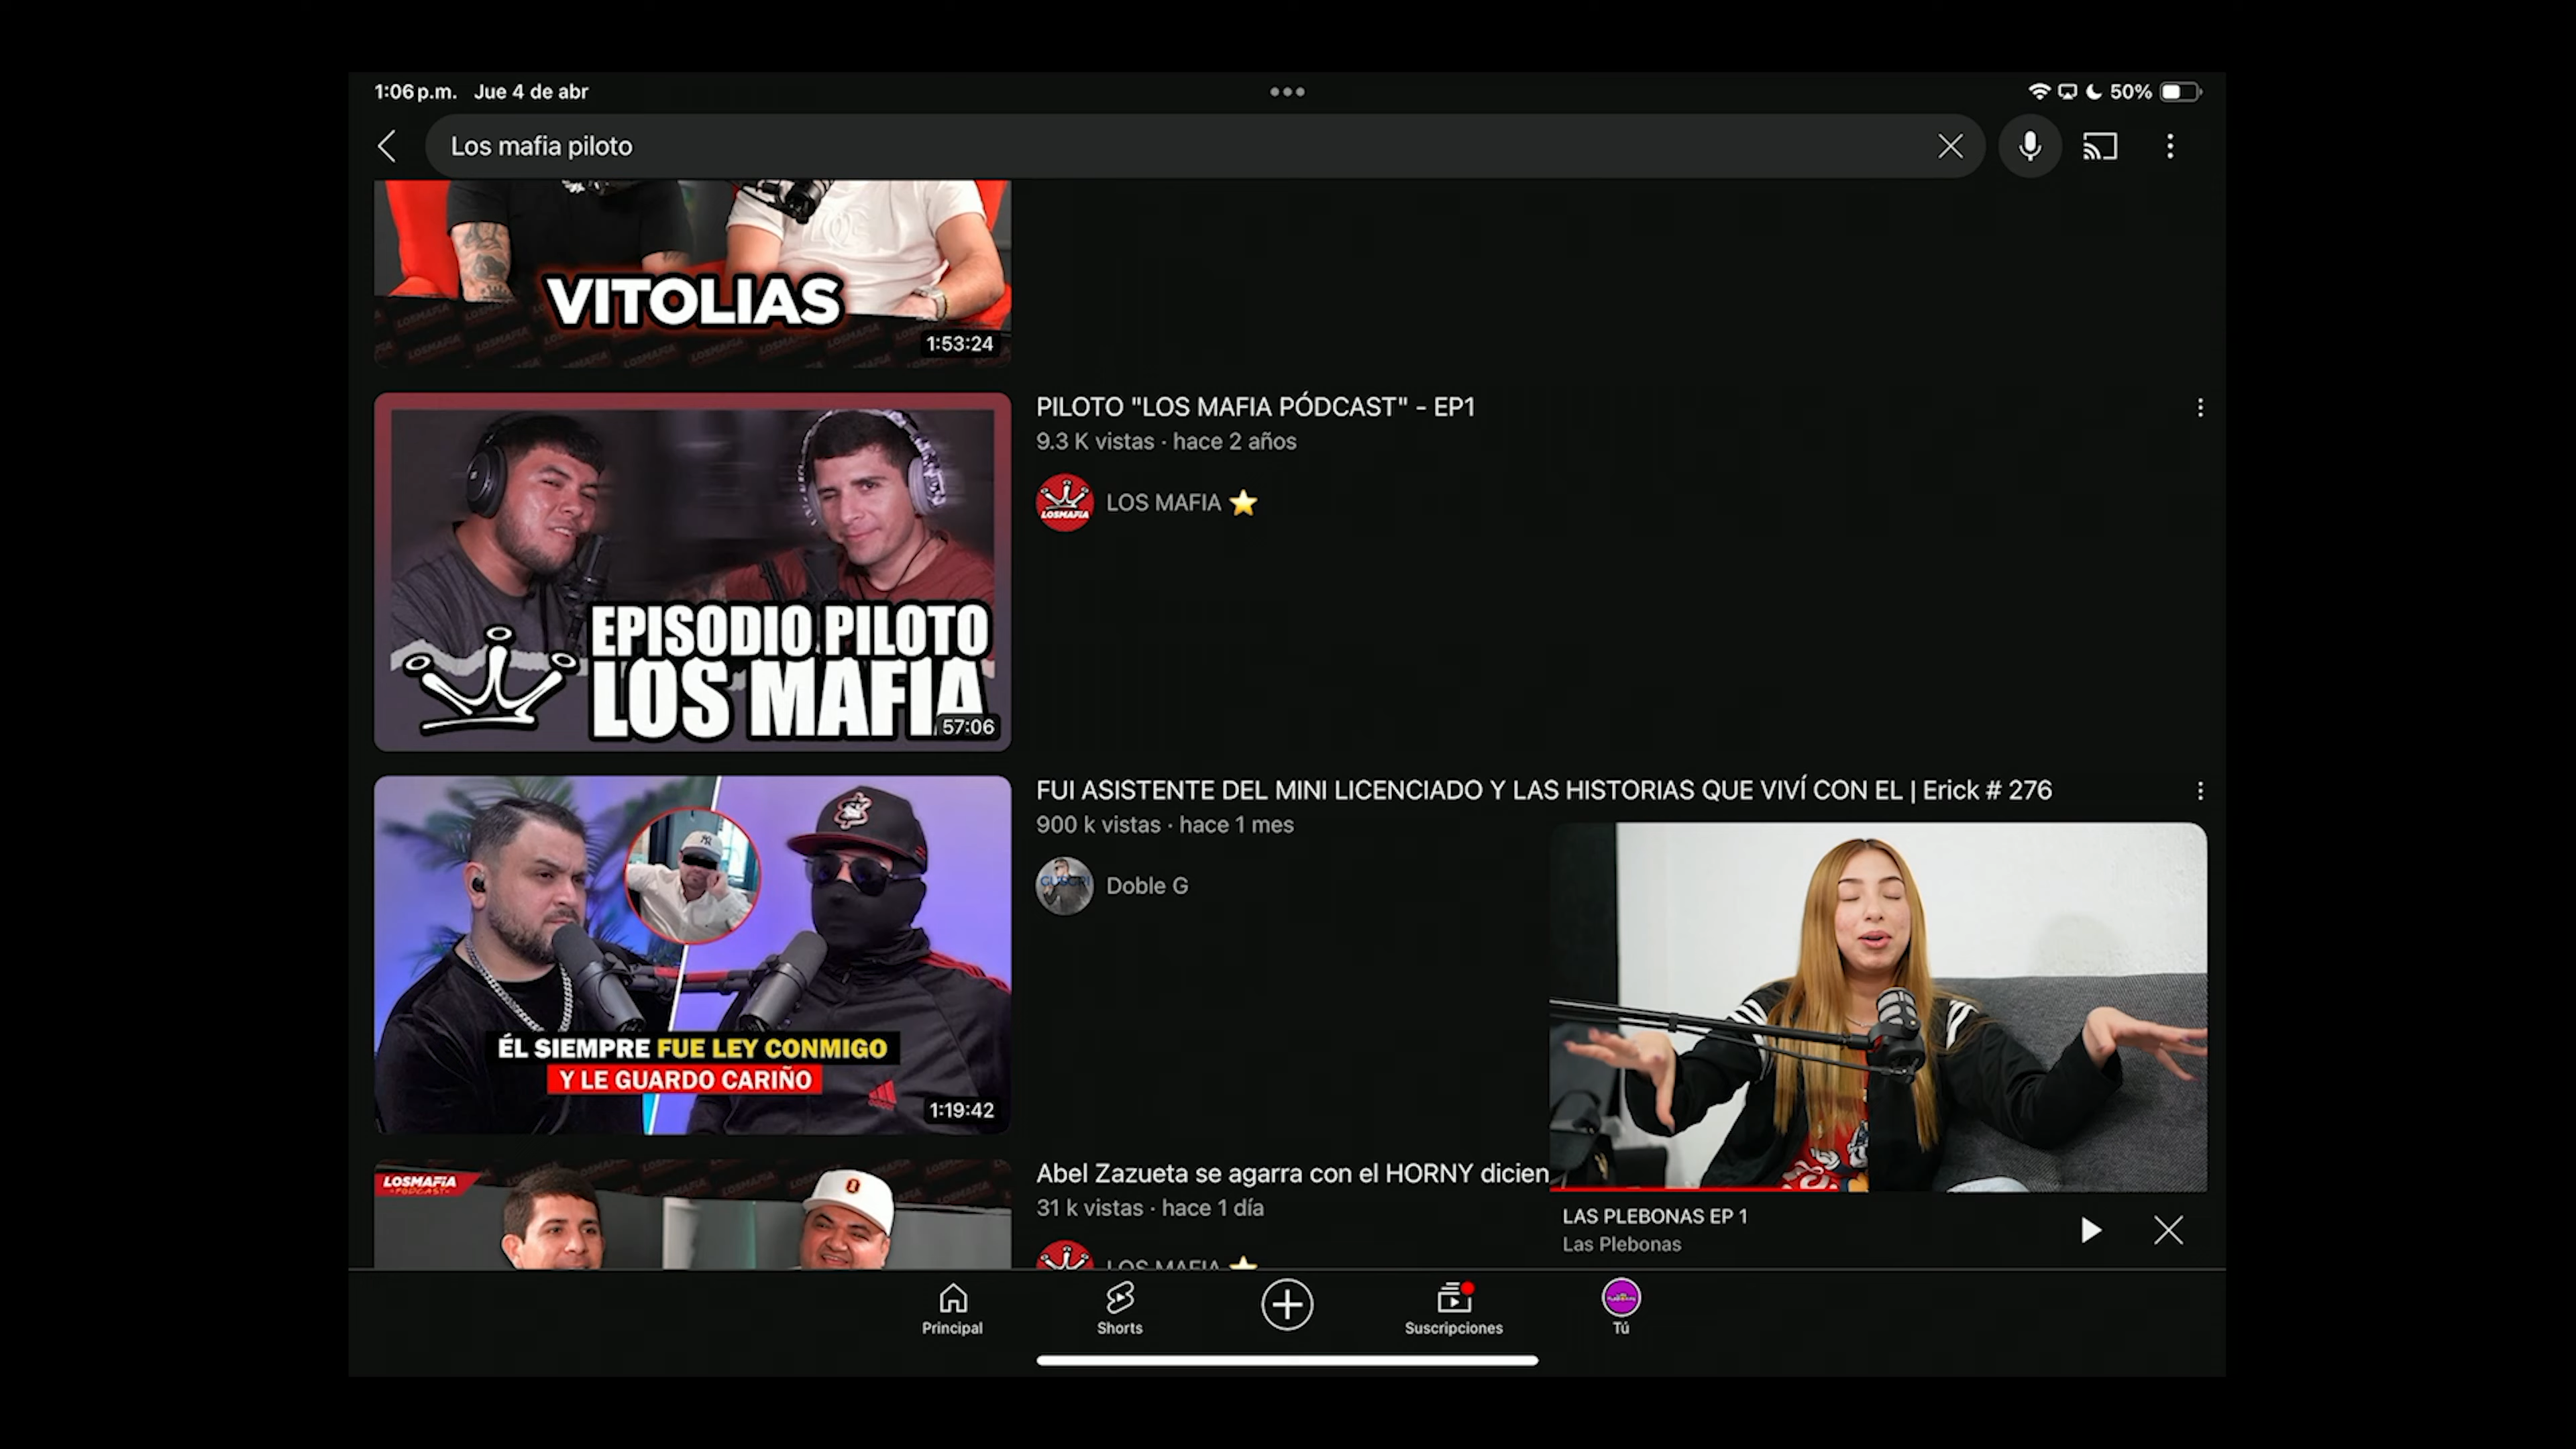 1:06 p.m. Jue 4 de abr
50%
Los mafia piloto
VITOLIAS
1:53:24
EPISODIO PILOTO
LOS MAFIA
57:06
PILOTO "LOS MAFIA PÓDCAST" - EP1
9.3 K vistas · hace 2 años
LOSMAFIA
LOS MAFIA ⭐
ÉL SIEMPRE FUE LEY CONMIGO
Y LE GUARDO CARIÑO
1:19:42
FUI ASISTENTE DEL MINI LICENCIADO Y LAS HISTORIAS QUE VIVÍ CON EL | Erick # 276
900 k vistas · hace 1 mes
Doble G
LOSMAFIA
PODCAST
Abel Zazueta se agarra con el HORNY dicien
31 k vistas · hace 1 día
LOS MAFIA ⭐
LAS PLEBONAS EP 1
Las Plebonas
Principal
Shorts
Suscripciones
Tú